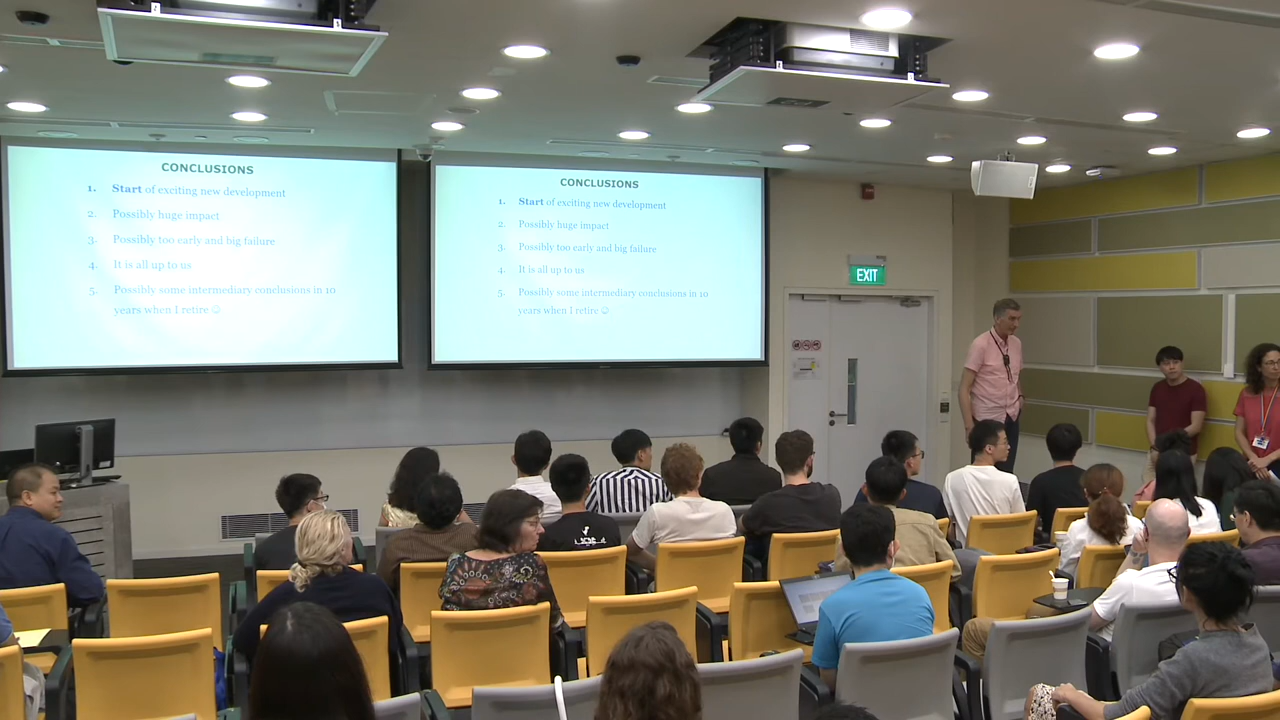 CONCLUSIONS
1. Start of exciting new development
2. Possibly huge impact
3. Possibly too early and big failure
4. It is all up to us
5. Possibly some intermediary conclusions in 10
years when I retire ☺
CONCLUSIONS
1. Start of exciting new development
2. Possibly huge impact
3. Possibly too early and big failure
4. It is all up to us
5. Possibly some intermediary conclusions in 10
years when I retire ☺
EXIT